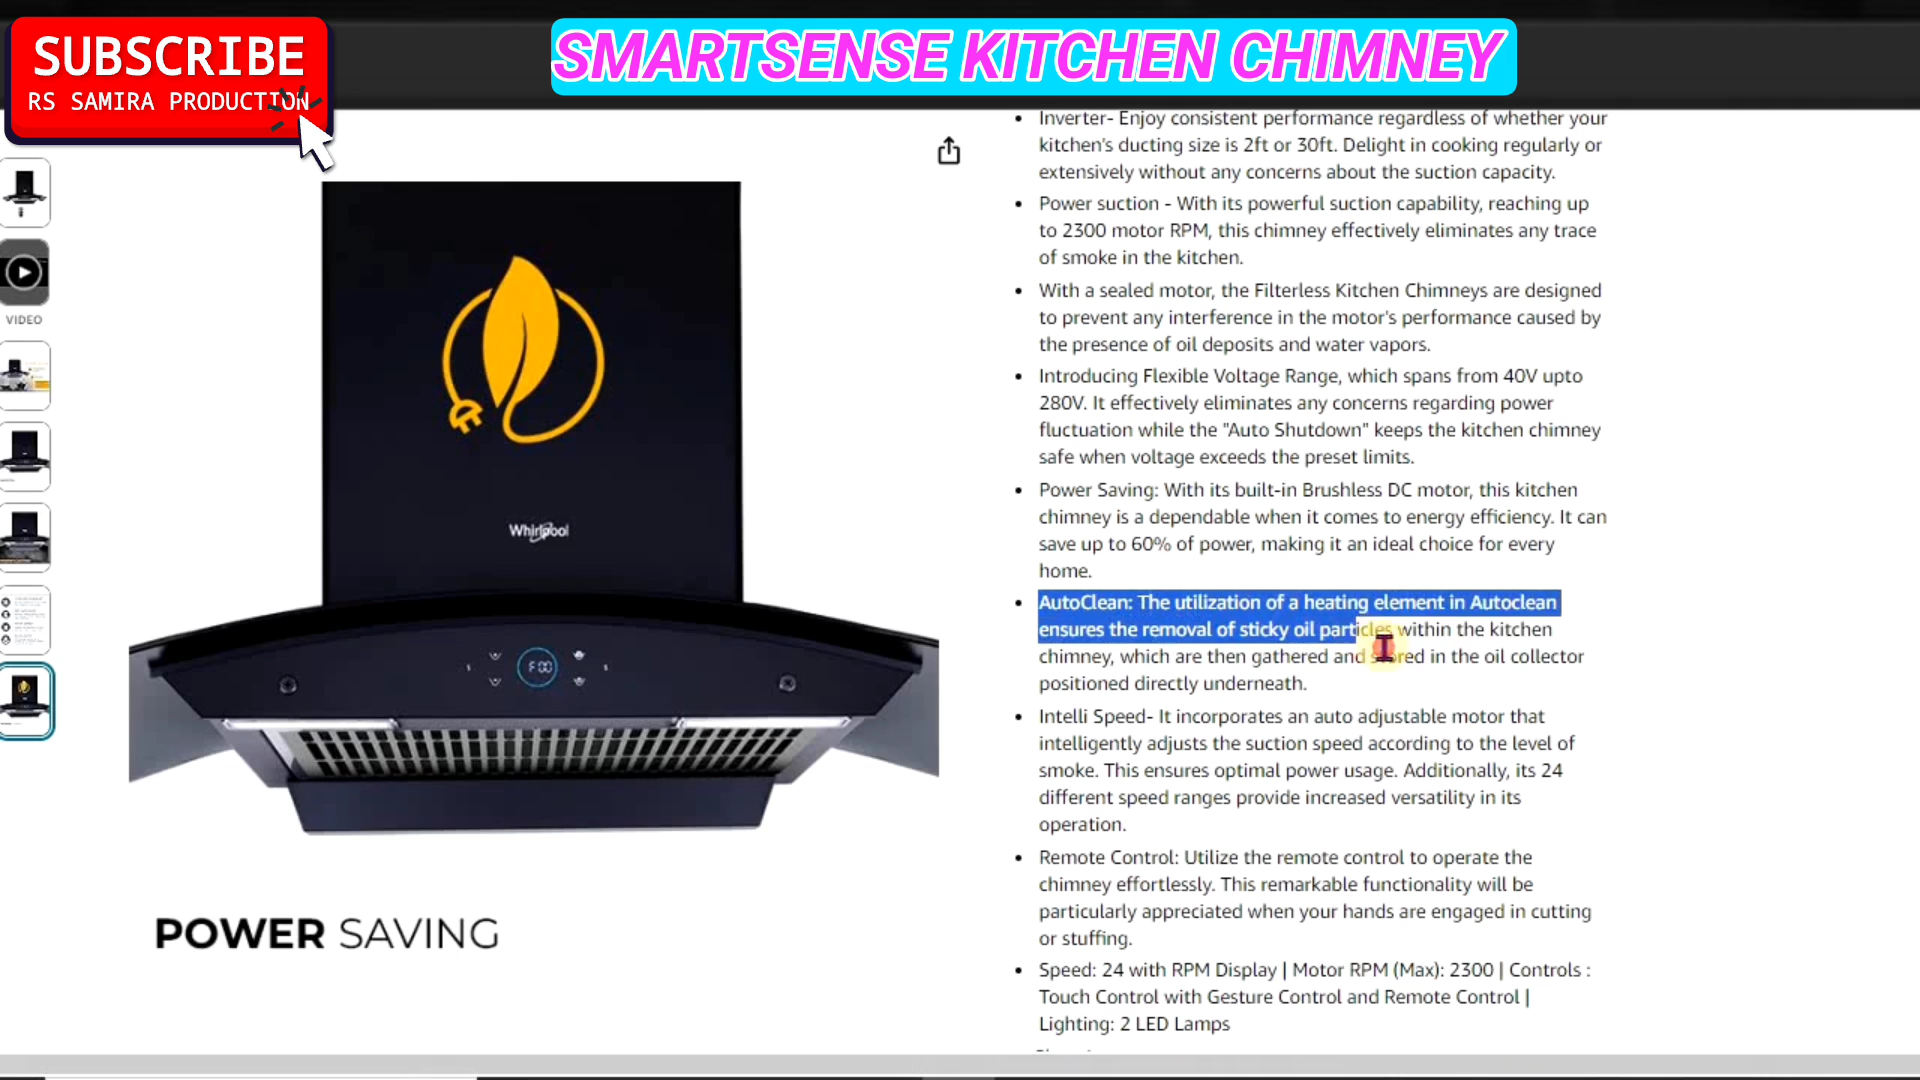 SUBSCRIBE
RS SAMIRA PRODUCTION
SMARTSENSE KITCHEN CHIMNEY
VIDEO
Whirlpool
F00
POWER SAVING
Inverter- Enjoy consistent performance regardless of whether your
kitchen's ducting size is 2ft or 30ft. Delight in cooking regularly or
extensively without any concerns about the suction capacity.
Power suction - With its powerful suction capability, reaching up
to 2300 motor RPM, this chimney effectively eliminates any trace
of smoke in the kitchen.
With a sealed motor, the Filterless Kitchen Chimneys are designed
to prevent any interference in the motor's performance caused by
the presence of oil deposits and water vapors.
Introducing Flexible Voltage Range, which spans from 40V upto
280V. It effectively eliminates any concerns regarding power
fluctuation while the "Auto Shutdown" keeps the kitchen chimney
safe when voltage exceeds the preset limits.
Power Saving: With its built-in Brushless DC motor, this kitchen
chimney is a dependable when it comes to energy efficiency. It can
save up to 60% of power, making it an ideal choice for every
home.
AutoClean: The utilization of a heating element in Autoclean
ensures the removal of sticky oil particles within the kitchen
chimney, which are then gathered and stored in the oil collector
positioned directly underneath.
Intelli Speed- It incorporates an auto adjustable motor that
intelligently adjusts the suction speed according to the level of
smoke. This ensures optimal power usage. Additionally, its 24
different speed ranges provide increased versatility in its
operation.
Remote Control: Utilize the remote control to operate the
chimney effortlessly. This remarkable functionality will be
particularly appreciated when your hands are engaged in cutting
or stuffing.
Speed: 24 with RPM Display | Motor RPM (Max): 2300 | Controls :
Touch Control with Gesture Control and Remote Control |
Lighting: 2 LED Lamps